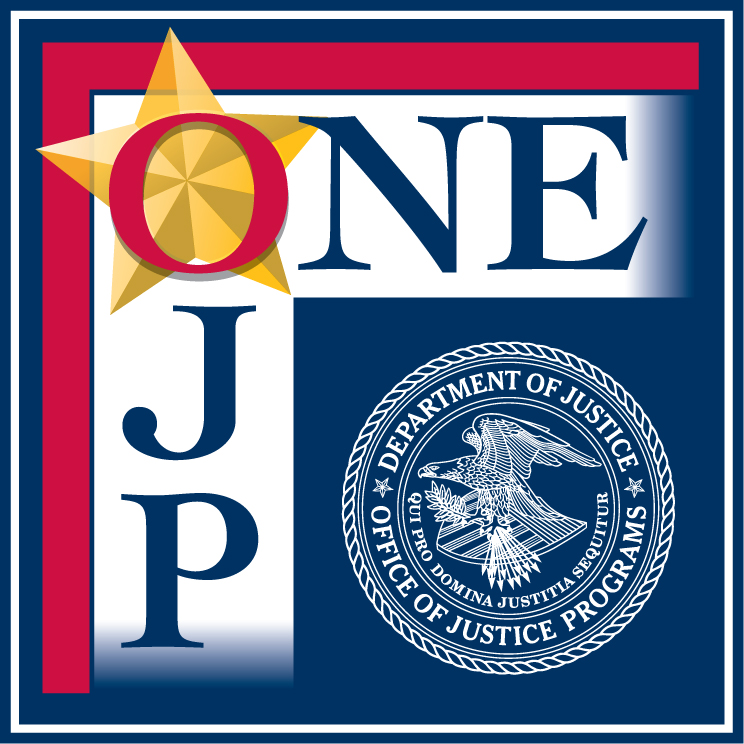 ONE
J
P
DEPARTMENT OF JUSTICE
QUI PRO DOMINA JUSTITIA SEQUITUR
OFFICE OF JUSTICE PROGRAMS